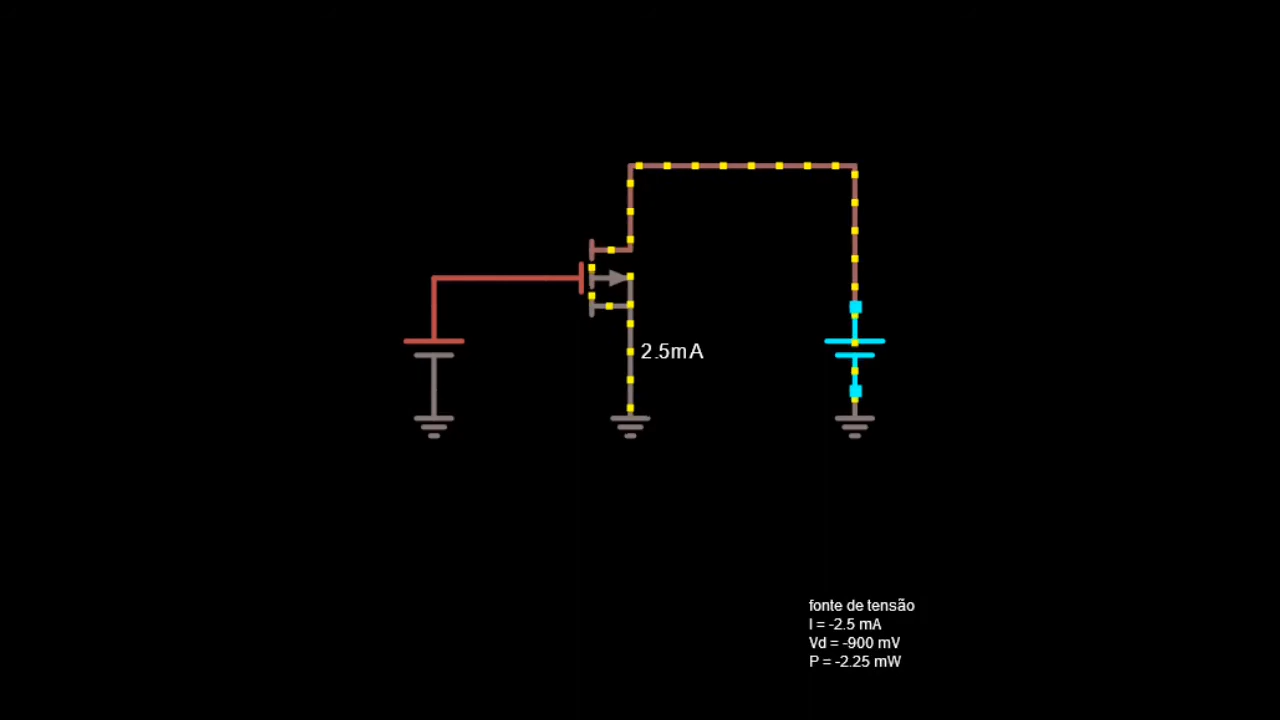 2.5mA
fonte de tensão
I = -2.5 mA
Vd = -900 mV
P = -2.25 mW